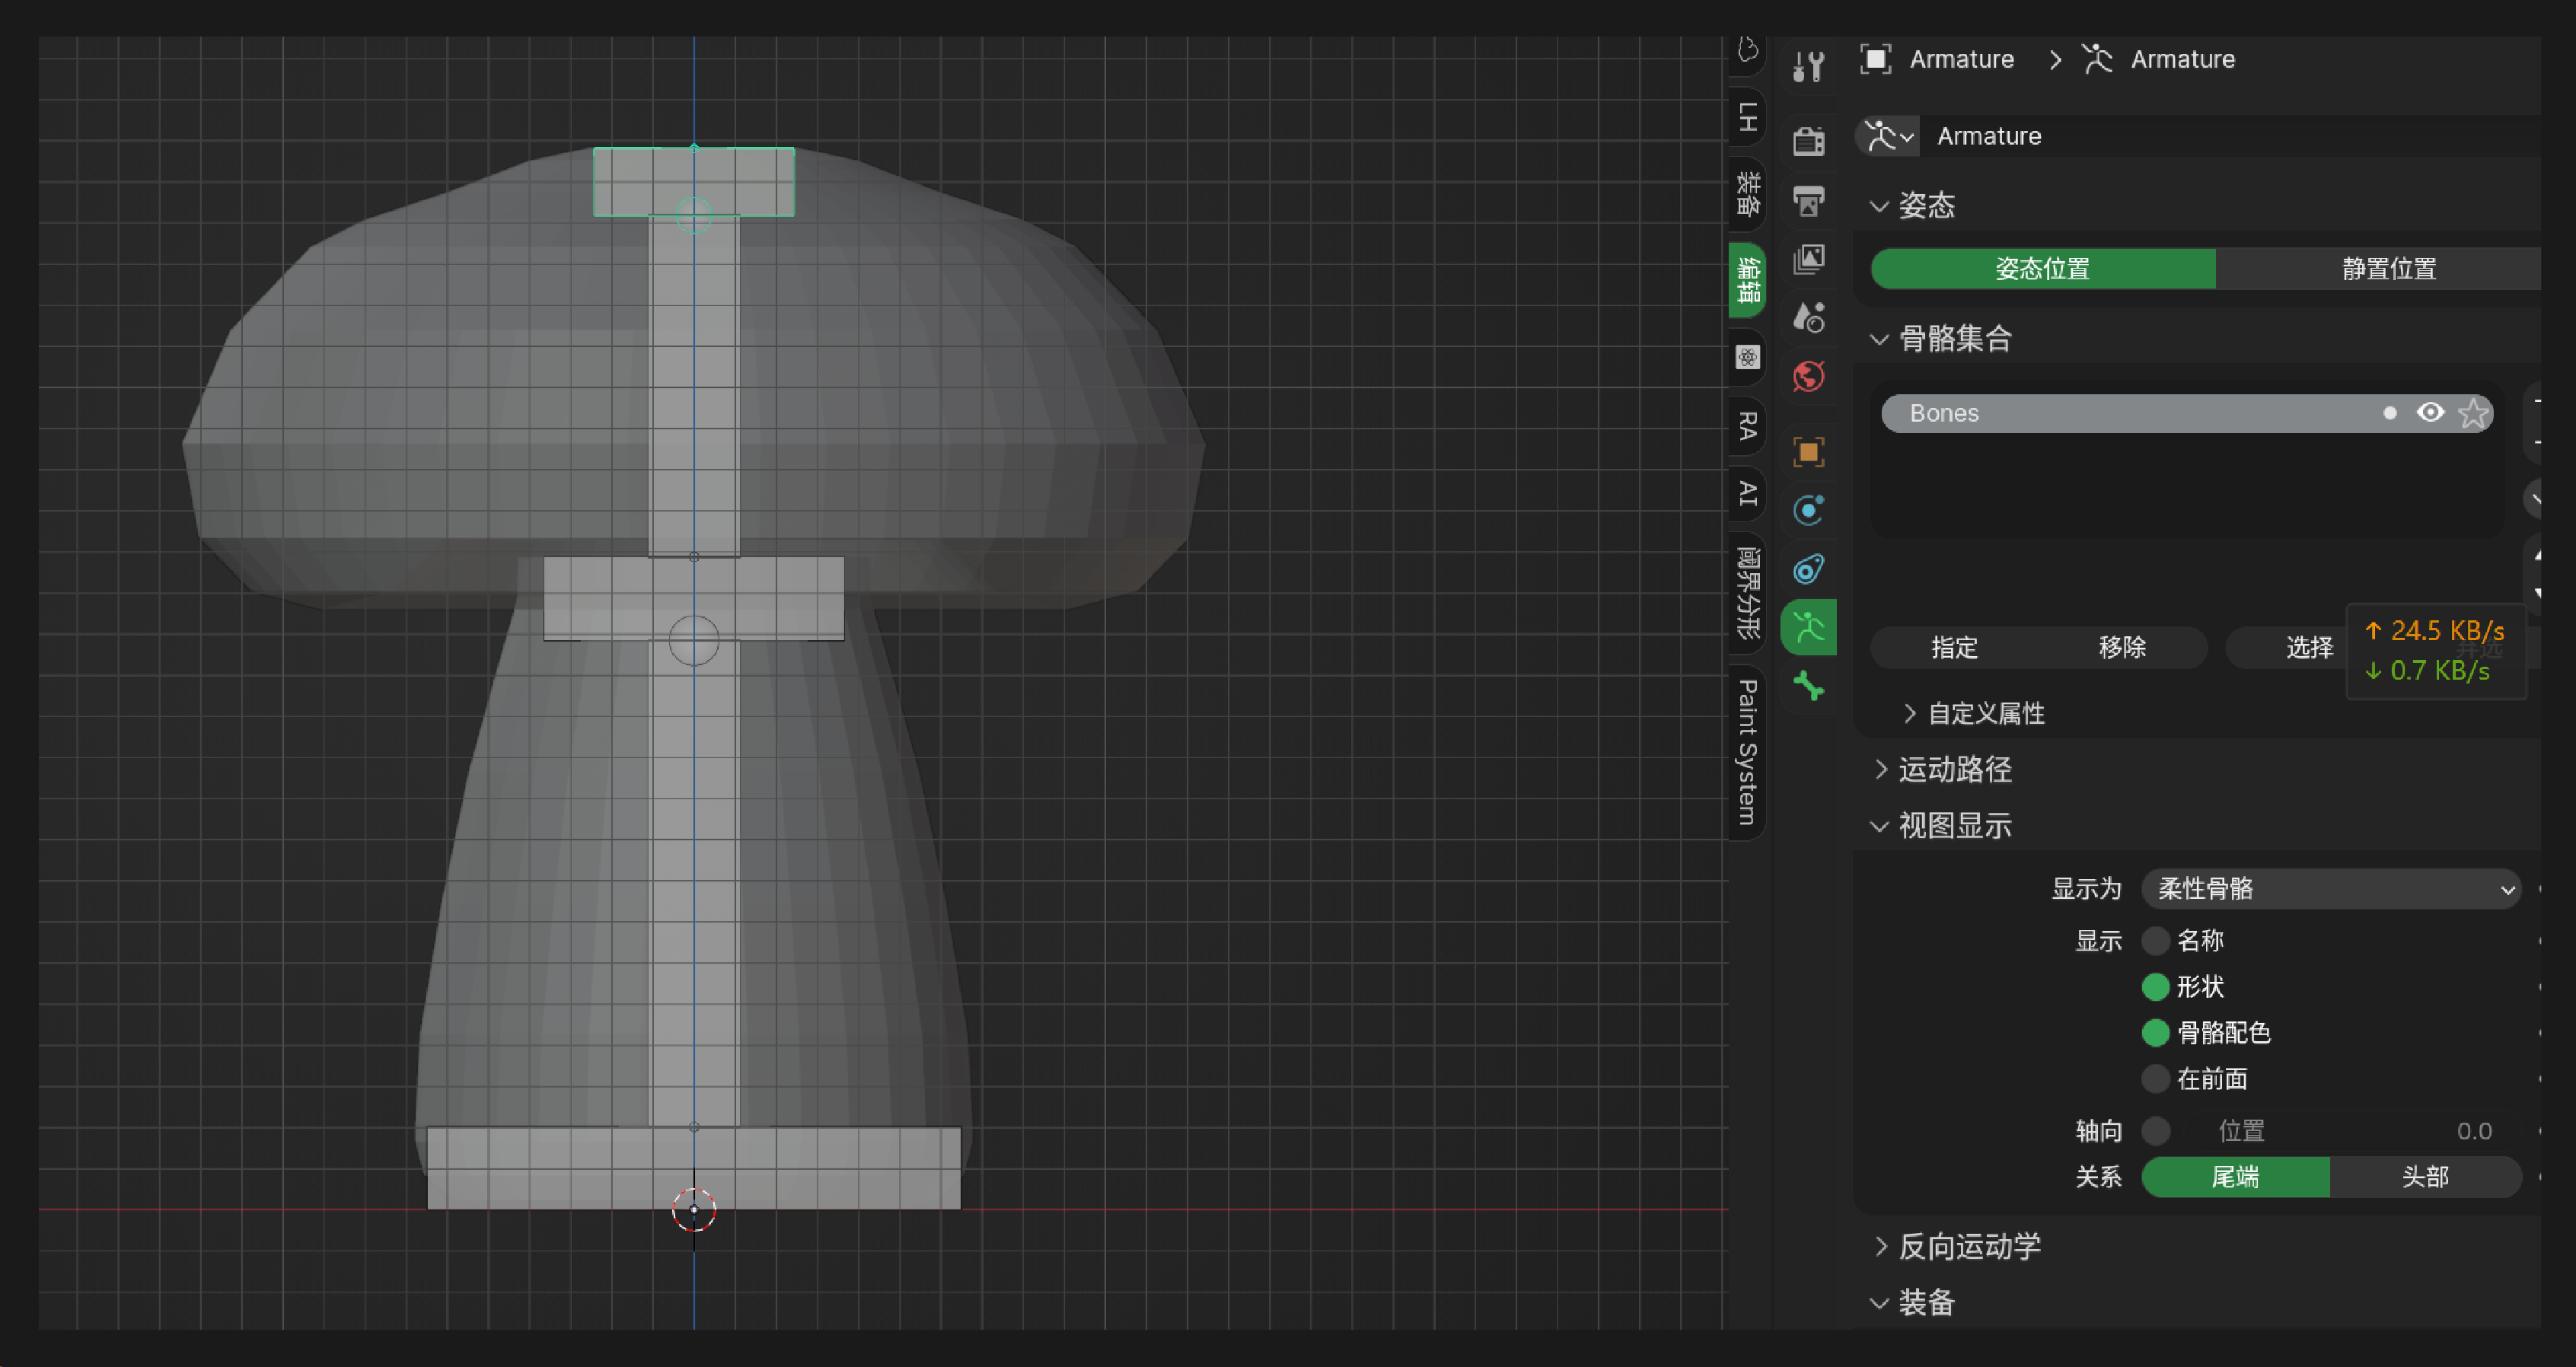 LH
装备
编辑
RA
AI
阈界分形
Paint System
Armature > Armature
Armature
姿态
姿态位置 静置位置
骨骼集合
Bones
指定 移除 选择
↑ 24.5 KB/s
↓ 0.7 KB/s
自定义属性
运动路径
视图显示
显示为 柔性骨骼
显示 名称
形状
骨骼配色
在前面
轴向 位置 0.0
关系 尾端 头部
反向运动学
装备